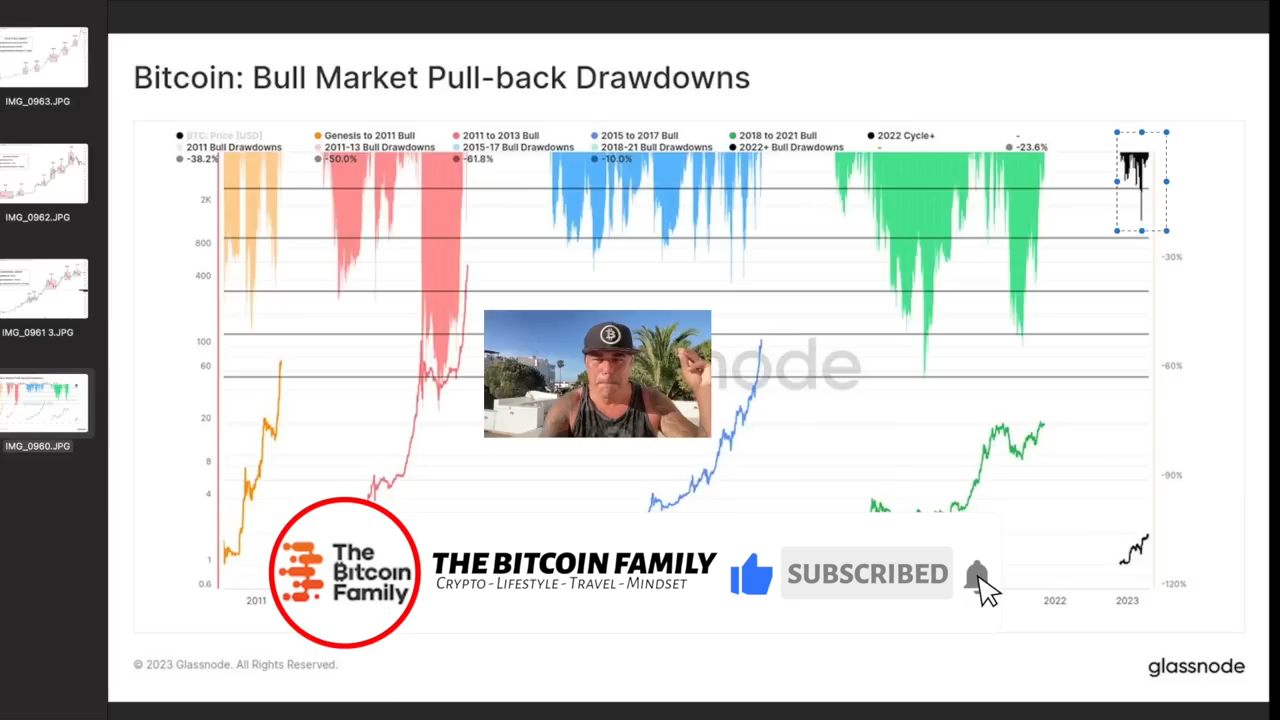 IMG_0963.JPG
IMG_0962.JPG
IMG_0961 3.JPG
IMG_0960.JPG
Bitcoin: Bull Market Pull-back Drawdowns
BTC: Price [USD] Genesis to 2011 Bull 2011 to 2013 Bull 2015 to 2017 Bull 2018 to 2021 Bull 2022 Cycle+ -
2011 Bull Drawdowns 2011-13 Bull Drawdowns 2015-17 Bull Drawdowns 2018-21 Bull Drawdowns 2022+ Bull Drawdowns - -23.6%
-38.2% -50.0% -61.8% -10.0%
2K
800
400
100
60
20
8
4
1
0.6
-30%
-60%
-90%
-120%
2011
2022
2023
node
The Bitcoin Family
THE BITCOIN FAMILY
CRYPTO - LIFESTYLE - TRAVEL - MINDSET
SUBSCRIBED
© 2023 Glassnode. All Rights Reserved.
glassnode